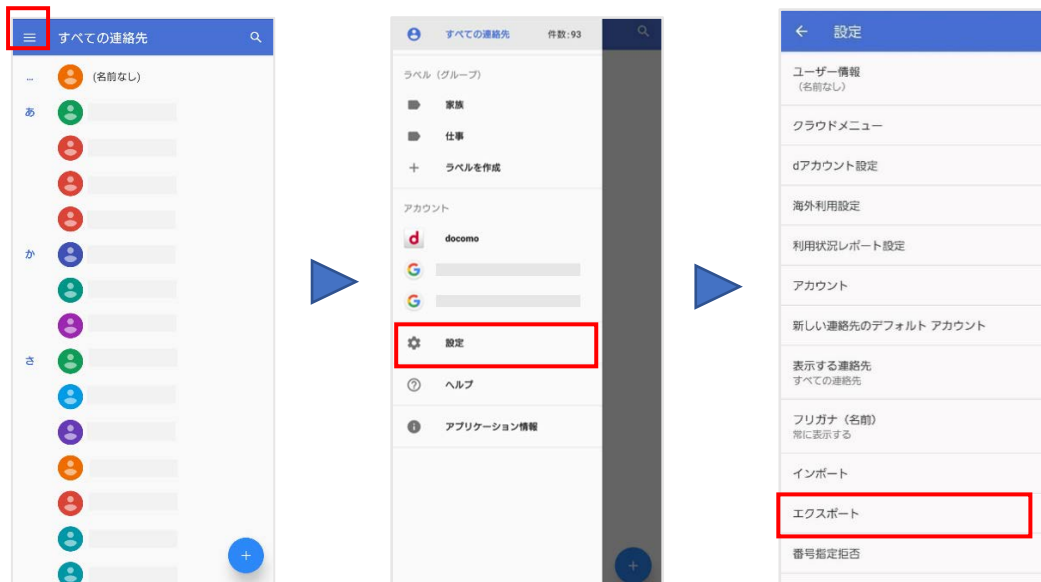 すべての連絡先
...
(名前なし)
あ
か
さ
すべての連絡先 件数:93
ラベル (グループ)
家族
仕事
ラベルを作成
アカウント
docomo
設定
ヘルプ
アプリケーション情報
設定
ユーザー情報
(名前なし)
クラウドメニュー
dアカウント設定
海外利用設定
利用状況レポート設定
アカウント
新しい連絡先のデフォルト アカウント
表示する連絡先
すべての連絡先
フリガナ（名前）
常に表示する
インポート
エクスポート
番号指定拒否